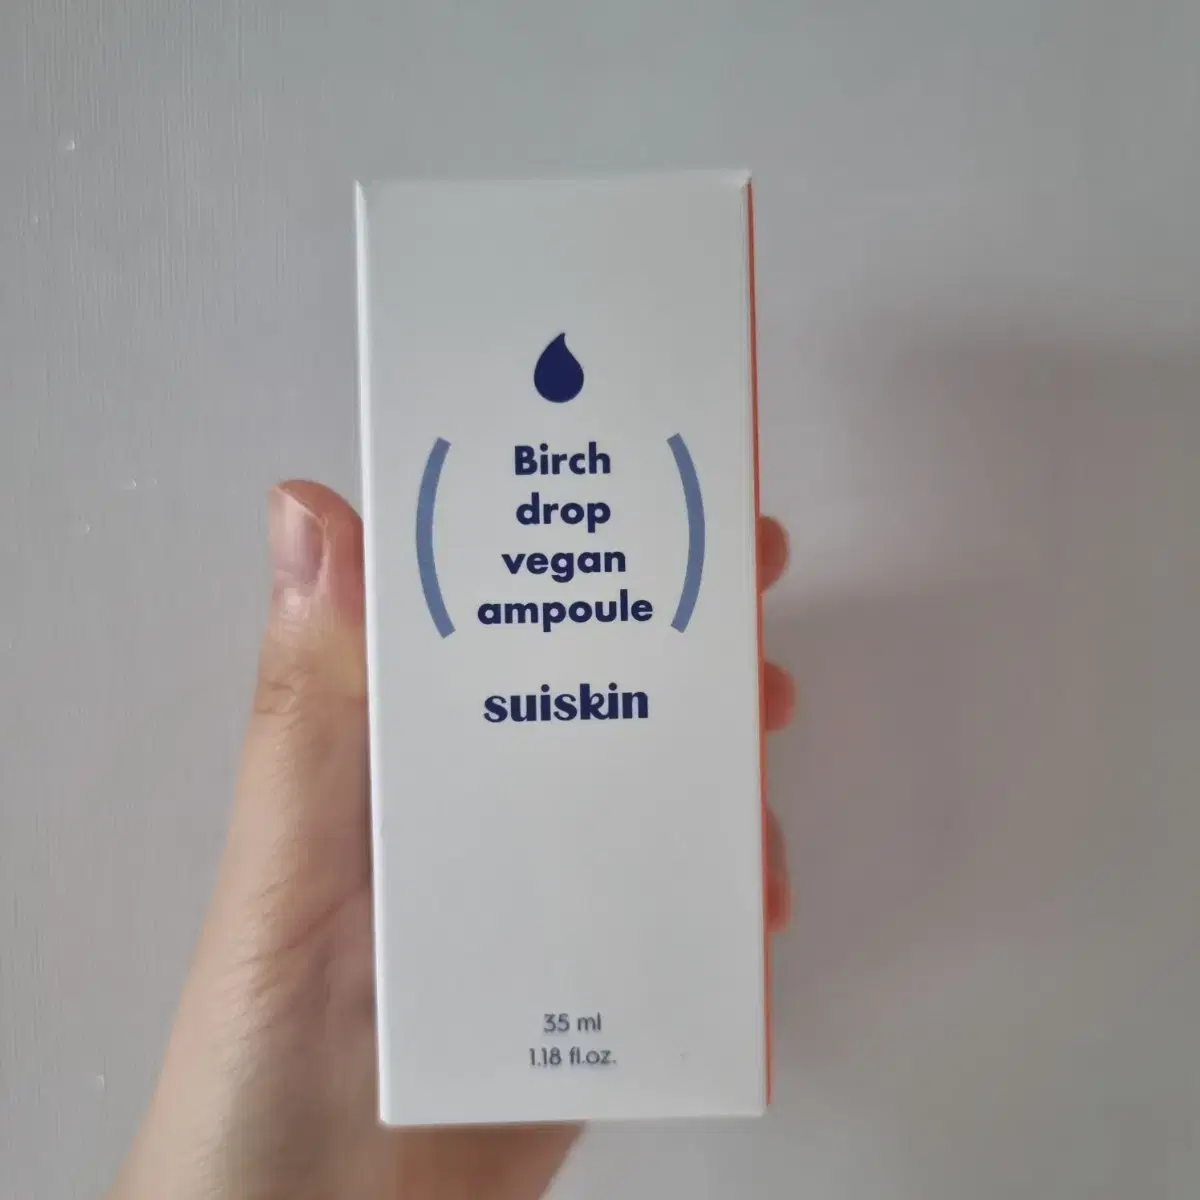 Birch
drop
vegan
ampoule
suiskin
35 ml
1.18 fl.oz.